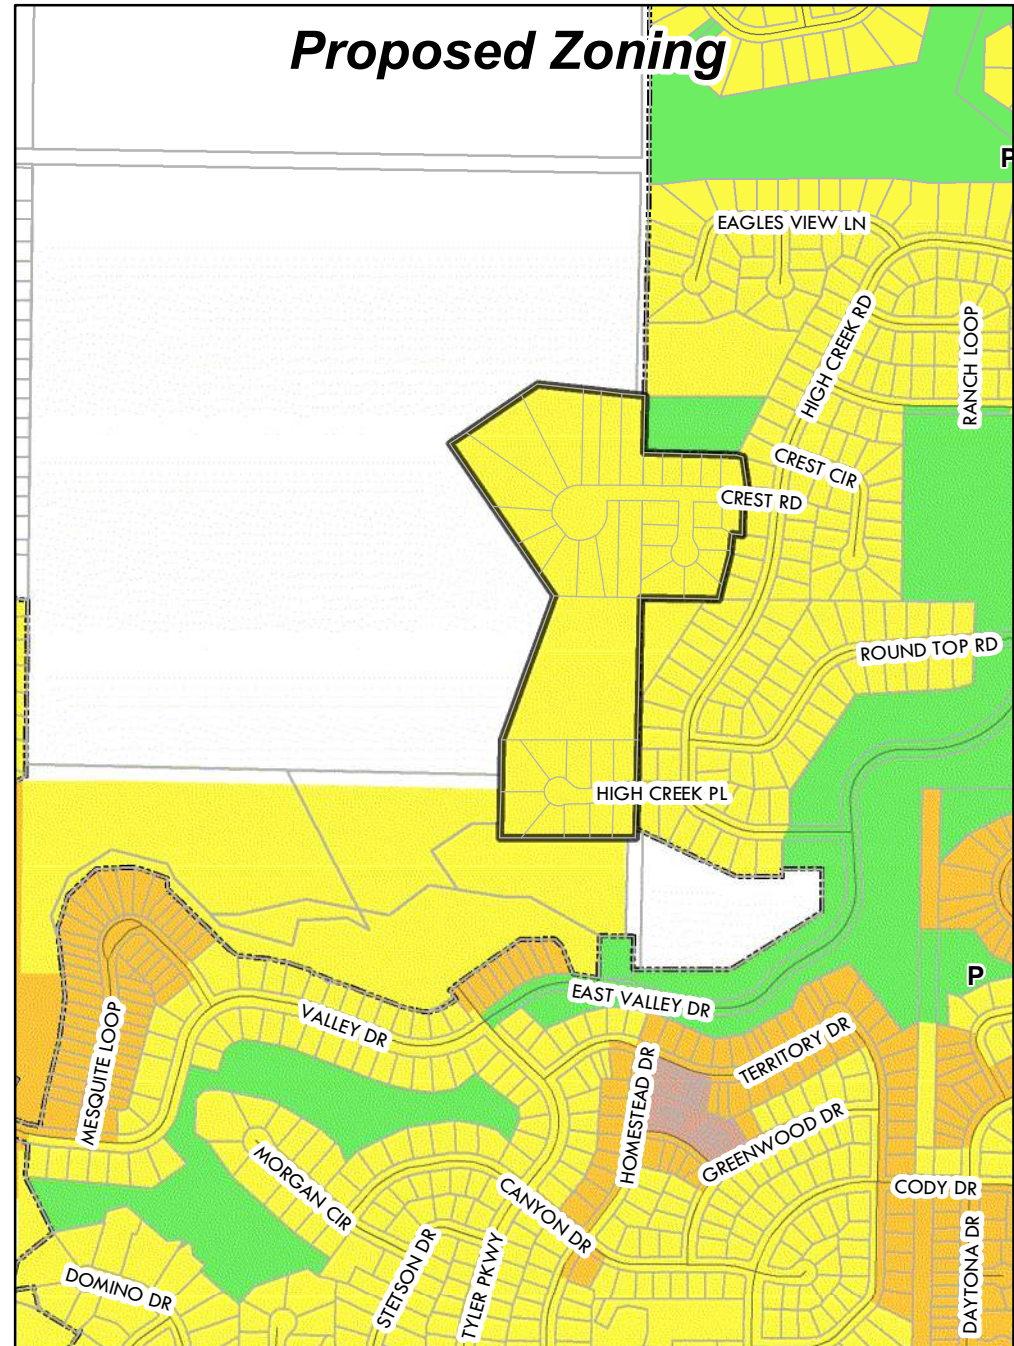 Proposed Zoning
P
EAGLES VIEW LN
HIGH CREEK RD
RANCH LOOP
CREST CIR
CREST RD
ROUND TOP RD
HIGH CREEK PL
P
EAST VALLEY DR
VALLEY DR
MESQUITE LOOP
TERRITORY DR
HOMESTEAD DR
GREENWOOD DR
MORGAN CIR
CANYON DR
CODY DR
STETSON DR
TYLER PKWY
DAYTONA DR
DOMINO DR